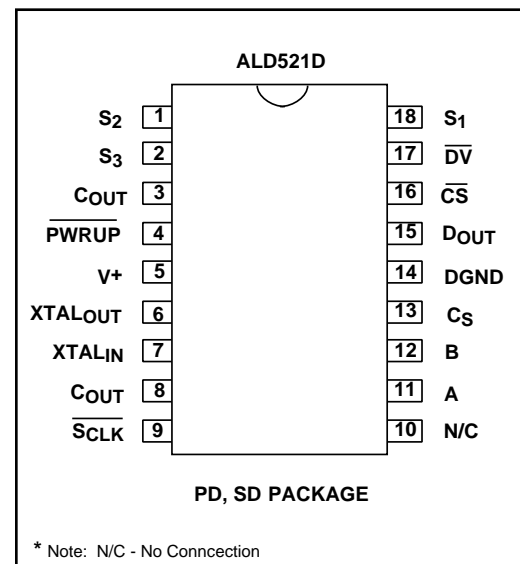 ALD521D
S2 1 18 S1
S3 2 17 DV
COUT 3 16 CS
PWRUP 4 15 DOUT
V+ 5 14 DGND
XTALOUT 6 13 CS
XTALIN 7 12 B
COUT 8 11 A
SCLK 9 10 N/C
PD, SD PACKAGE
* Note: N/C - No Conncection